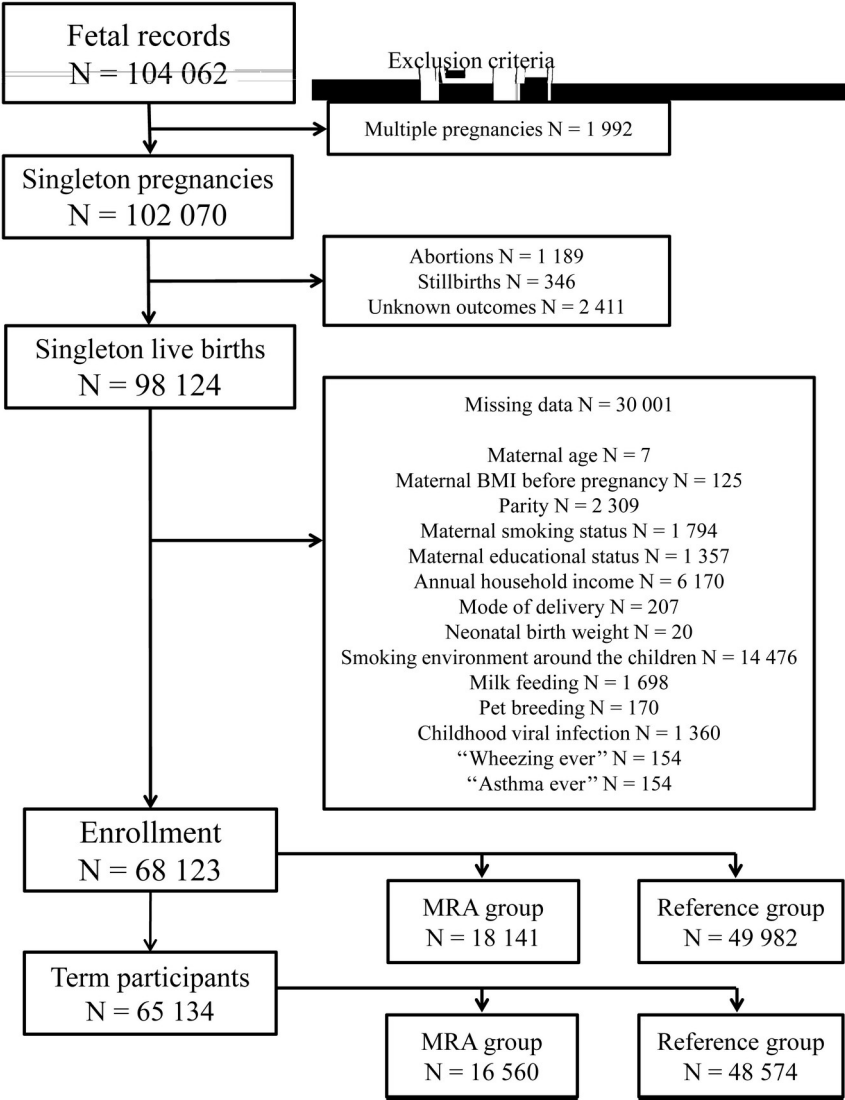 Fetal records
N = 104 062
Exclusion criteria
Multiple pregnancies N = 1 992
Singleton pregnancies
N = 102 070
Abortions N = 1 189
Stillbirths N = 346
Unknown outcomes N = 2 411
Singleton live births
N = 98 124
Missing data N = 30 001
Maternal age N = 7
Maternal BMI before pregnancy N = 125
Parity N = 2 309
Maternal smoking status N = 1 794
Maternal educational status N = 1 357
Annual household income N = 6 170
Mode of delivery N = 207
Neonatal birth weight N = 20
Smoking environment around the children N = 14 476
Milk feeding N = 1 698
Pet breeding N = 170
Childhood viral infection N = 1 360
“Wheezing ever” N = 154
“Asthma ever” N = 154
Enrollment
N = 68 123
MRA group
N = 18 141
Reference group
N = 49 982
Term participants
N = 65 134
MRA group
N = 16 560
Reference group
N = 48 574